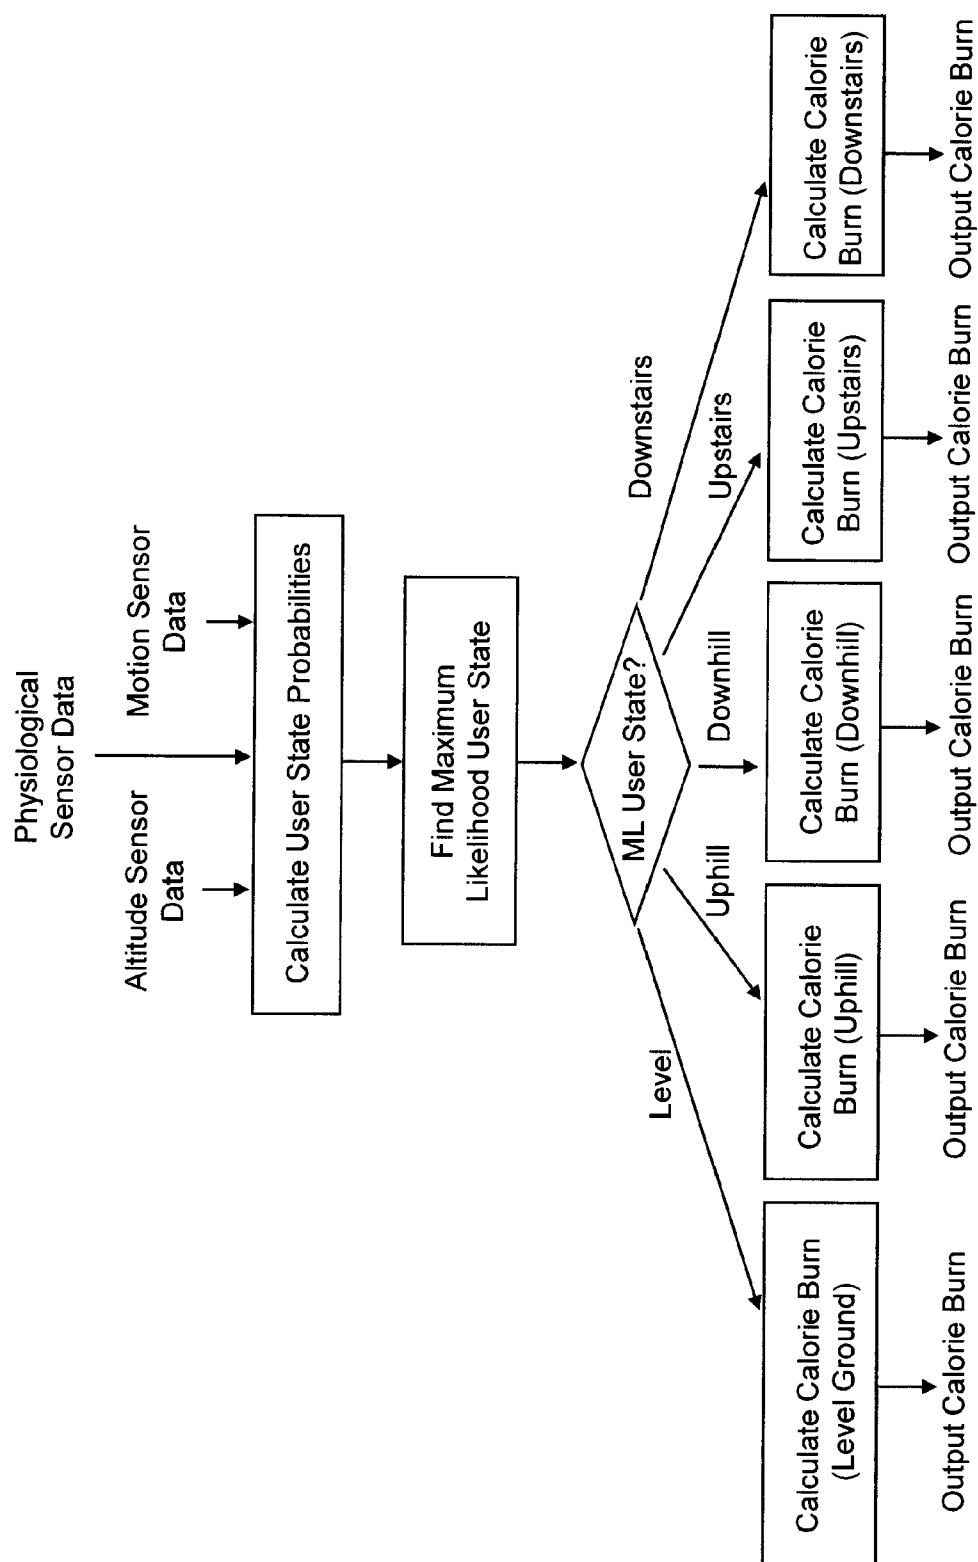 Physiological
Sensor Data
Altitude Sensor
Data
Motion Sensor
Data
Calculate User State Probabilities
Find Maximum
Likelihood User State
ML User State?
Level
Uphill
Downhill
Upstairs
Downstairs
Calculate Calorie Burn
(Level Ground)
Calculate Calorie
Burn (Uphill)
Calculate Calorie
Burn (Downhill)
Calculate Calorie
Burn (Upstairs)
Calculate Calorie
Burn (Downstairs)
Output Calorie Burn
Output Calorie Burn
Output Calorie Burn
Output Calorie Burn
Output Calorie Burn